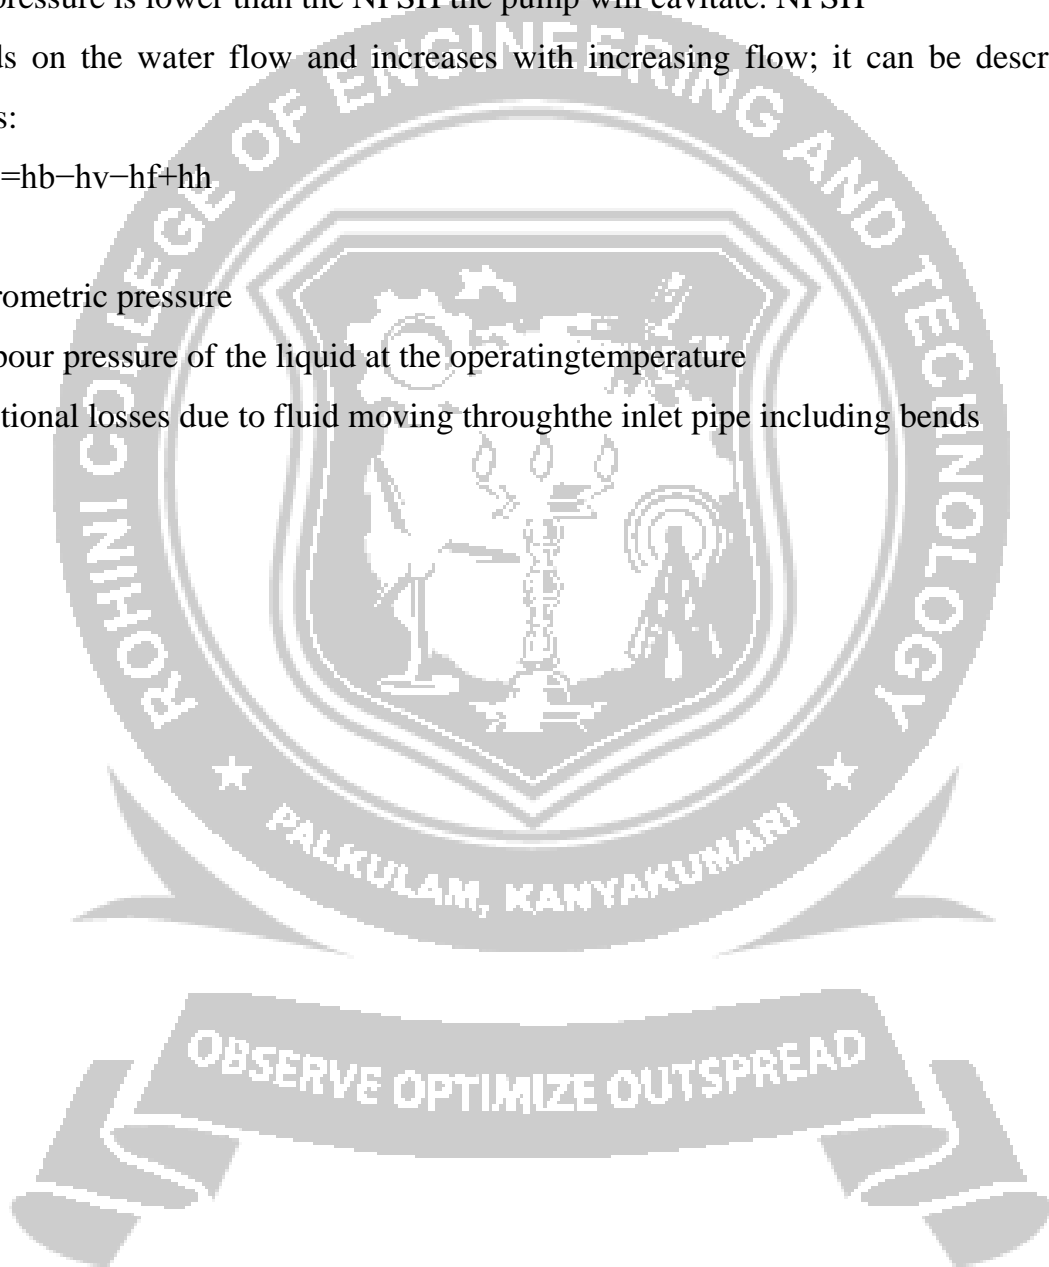 pressure is lower than the NPSH the pump will cavitate. NPSH
ds on the water flow and increases with increasing flow; it can be descr
s:
=hb−hv−hf+hh
rometric pressure
pour pressure of the liquid at the operatingtemperature
tional losses due to fluid moving throughthe inlet pipe including bends
ROHINI COLLEGE OF ENGINEERING AND TECHNOLOGY
PALKULAM, KANYAKUMARI
OBSERVE OPTIMIZE OUTSPREAD